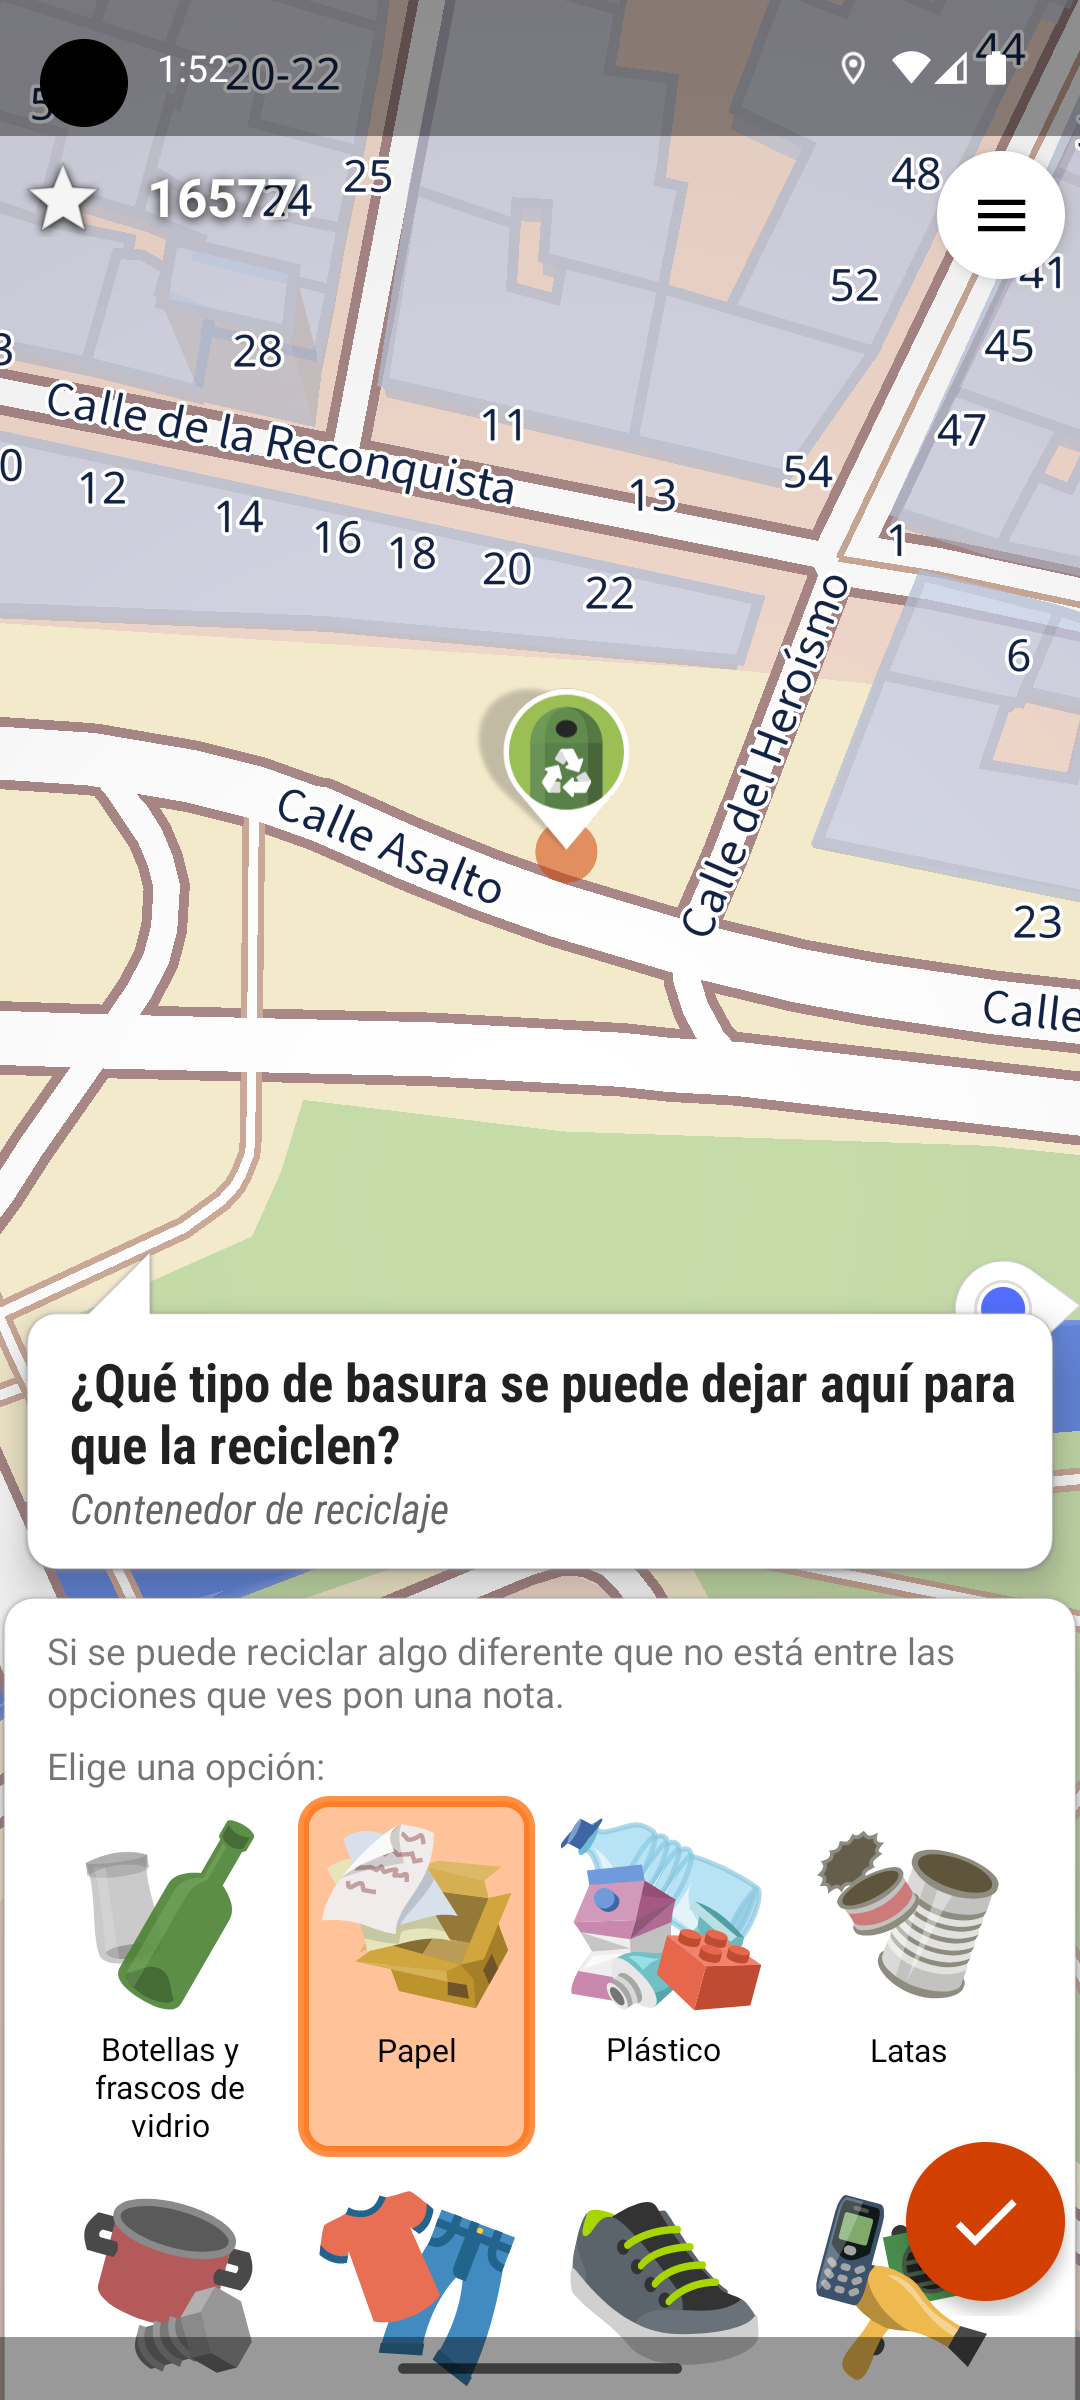 1:52
20-22
44
5
16577
24
25
48
41
52
45
28
3
Calle de la Reconquista
11
47
54
0
12
13
14
16
18
1
20
22
Calle del Heroísmo
6
Calle Asalto
23
Calle
¿Qué tipo de basura se puede dejar aquí para
que la reciclen?
Contenedor de reciclaje
Si se puede reciclar algo diferente que no está entre las
opciones que ves pon una nota.
Elige una opción:
Botellas y
frascos de
vidrio
Papel
Plástico
Latas